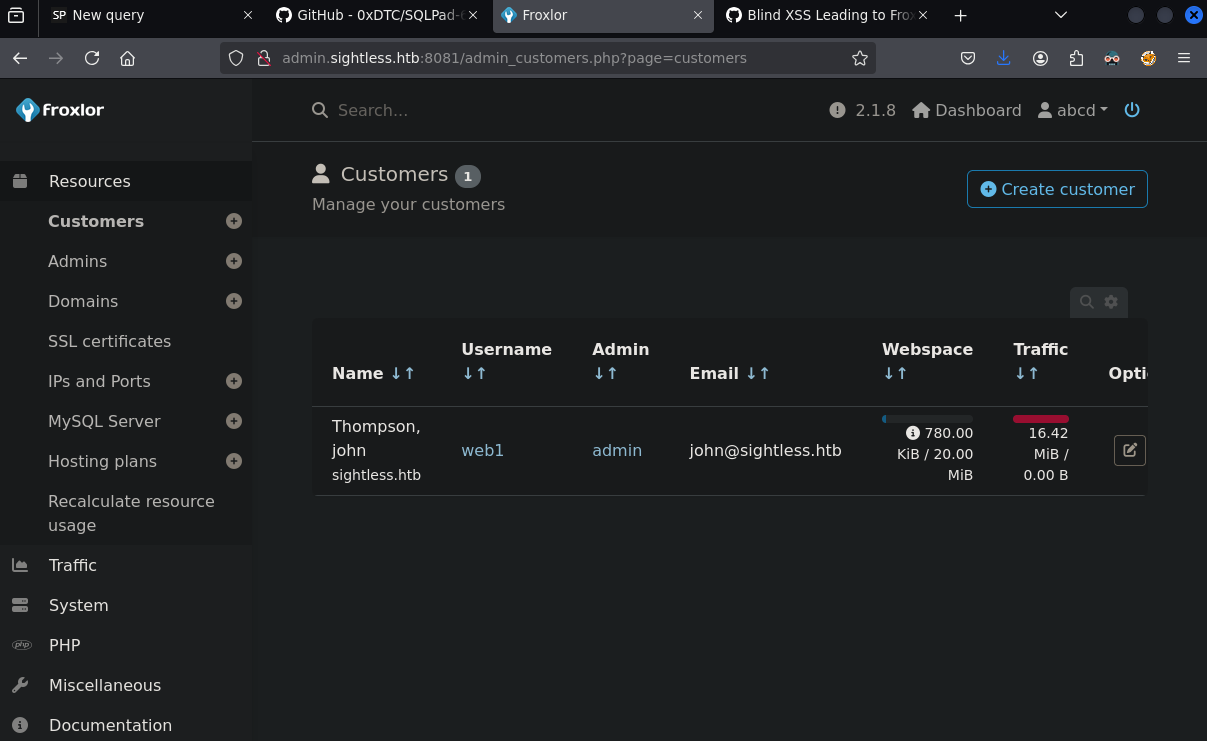 SP New query
GitHub - 0xDTC/SQLPad-6
Froxlor
Blind XSS Leading to Frox
admin.sightless.htb:8081/admin_customers.php?page=customers
froxlor
Search...
2.1.8
Dashboard
abcd
Resources
Customers
Admins
Domains
SSL certificates
IPs and Ports
MySQL Server
Hosting plans
Recalculate resource
usage
Traffic
System
php PHP
Miscellaneous
Documentation
Customers 1
Manage your customers
Create customer
Name ↓↑
Username
↓↑
Admin
↓↑
Email ↓↑
Webspace
↓↑
Traffic
↓↑
Opti
Thompson,
john
sightless.htb
web1
admin
john@sightless.htb
780.00
KiB / 20.00
MiB
16.42
MiB /
0.00 B